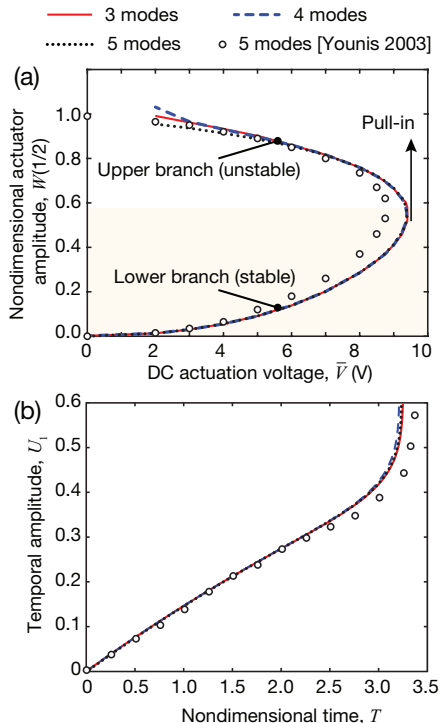 3 modes
4 modes
5 modes
5 modes [Younis 2003]
(a)
Nondimensional actuator
amplitude, W(1/2)
1.0
0.8
0.6
0.4
0.2
0.0
Pull-in
Upper branch (unstable)
Lower branch (stable)
0 2 4 6 8 10
DC actuation voltage, V̅ (V)
(b)
Temporal amplitude, U₁
0.6
0.5
0.4
0.3
0.2
0.1
0
0 0.5 1.0 1.5 2.0 2.5 3.0 3.5
Nondimensional time, T